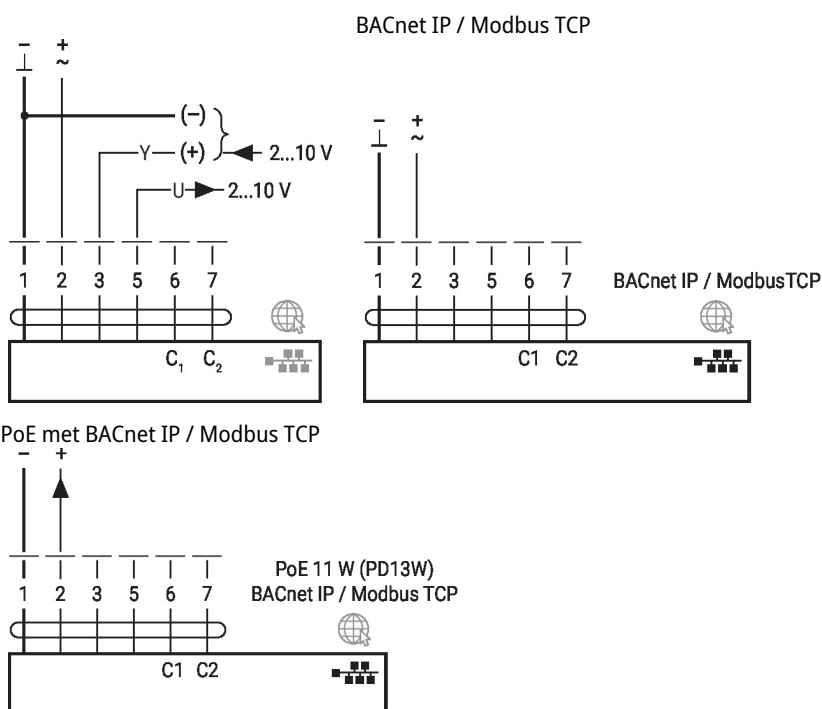 BACnet IP / Modbus TCP
− +
⊥ ~
(−)
Y (+) 2...10 V
U 2...10 V
1 2 3 5 6 7
C₁ C₂
− +
⊥ ~
1 2 3 5 6 7 BACnet IP / ModbusTCP
C1 C2
PoE met BACnet IP / Modbus TCP
− +
PoE 11 W (PD13W)
1 2 3 5 6 7 BACnet IP / Modbus TCP
C1 C2